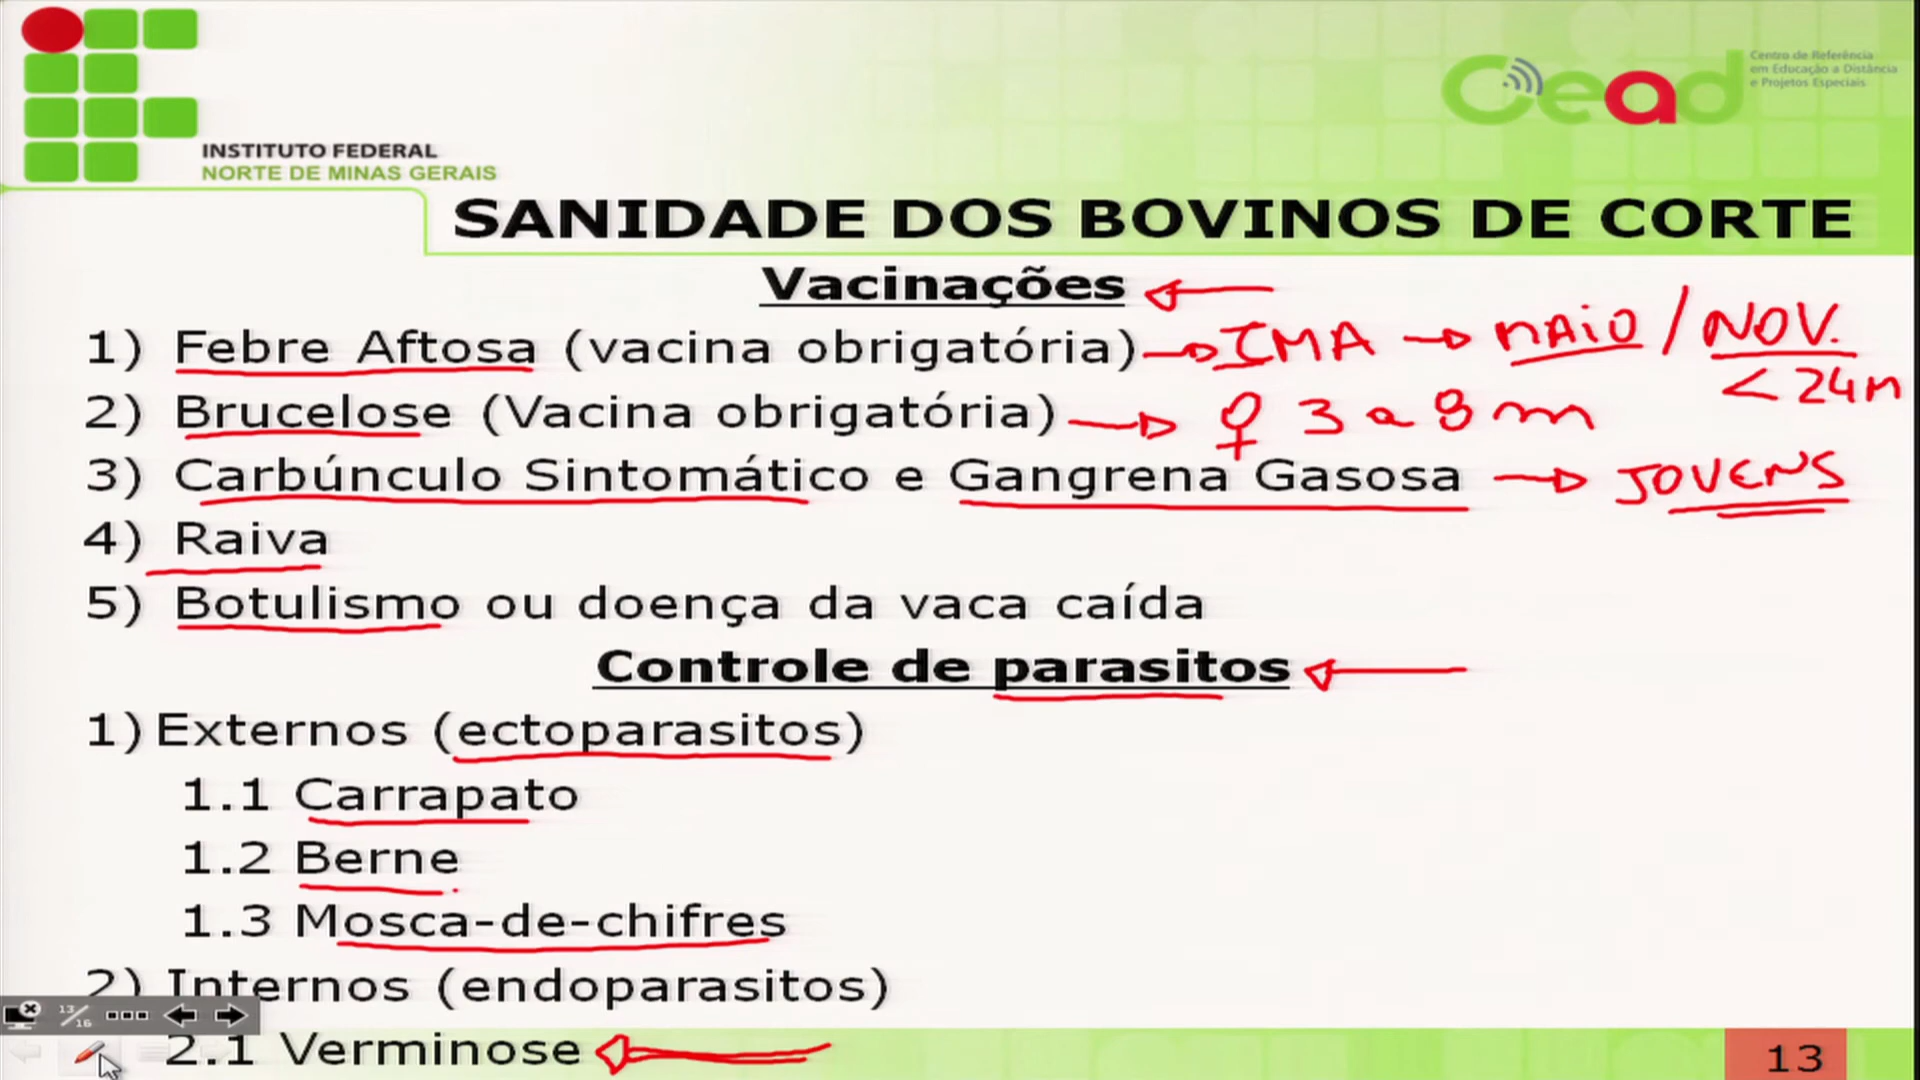 INSTITUTO FEDERAL
NORTE DE MINAS GERAIS
cead
Centro de Referência
em Educação a Distância
e Projetos Especiais
SANIDADE DOS BOVINOS DE CORTE
Vacinações
1) Febre Aftosa (vacina obrigatória) IMA MAIO / NOV.
< 24m
2) Brucelose (Vacina obrigatória) ♀ 3 a 8 m
3) Carbúnculo Sintomático e Gangrena Gasosa JOVENS
4) Raiva
5) Botulismo ou doença da vaca caída
Controle de parasitos
1) Externos (ectoparasitos)
1.1 Carrapato
1.2 Berne
1.3 Mosca-de-chifres
2) Internos (endoparasitos)
13/16
2.1 Verminose
13